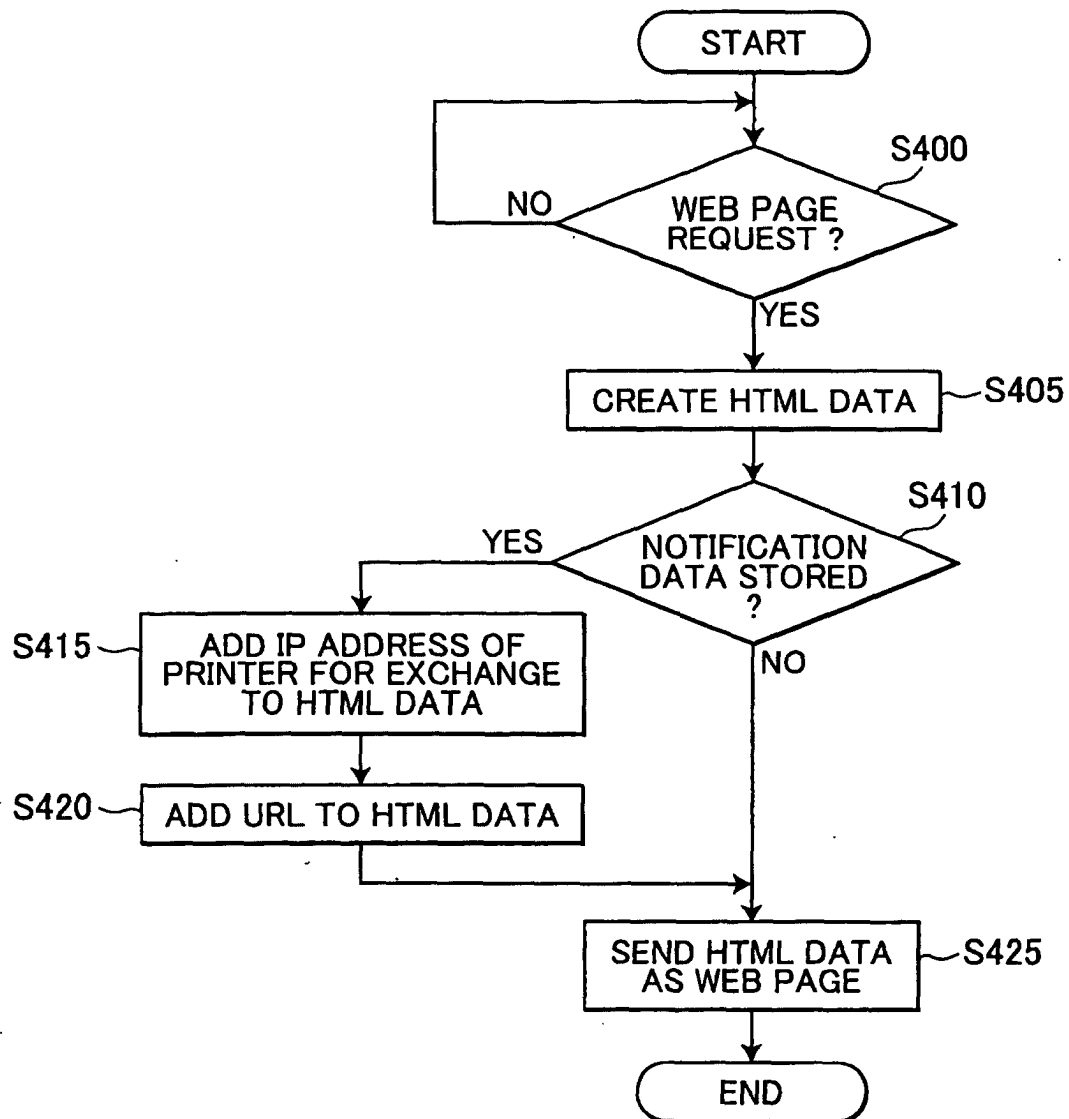 START
S400
NO
WEB PAGE
REQUEST ?
YES
CREATE HTML DATA
S405
S410
YES
NOTIFICATION
DATA STORED
?
S415
ADD IP ADDRESS OF
PRINTER FOR EXCHANGE
TO HTML DATA
NO
S420
ADD URL TO HTML DATA
SEND HTML DATA
AS WEB PAGE
S425
END